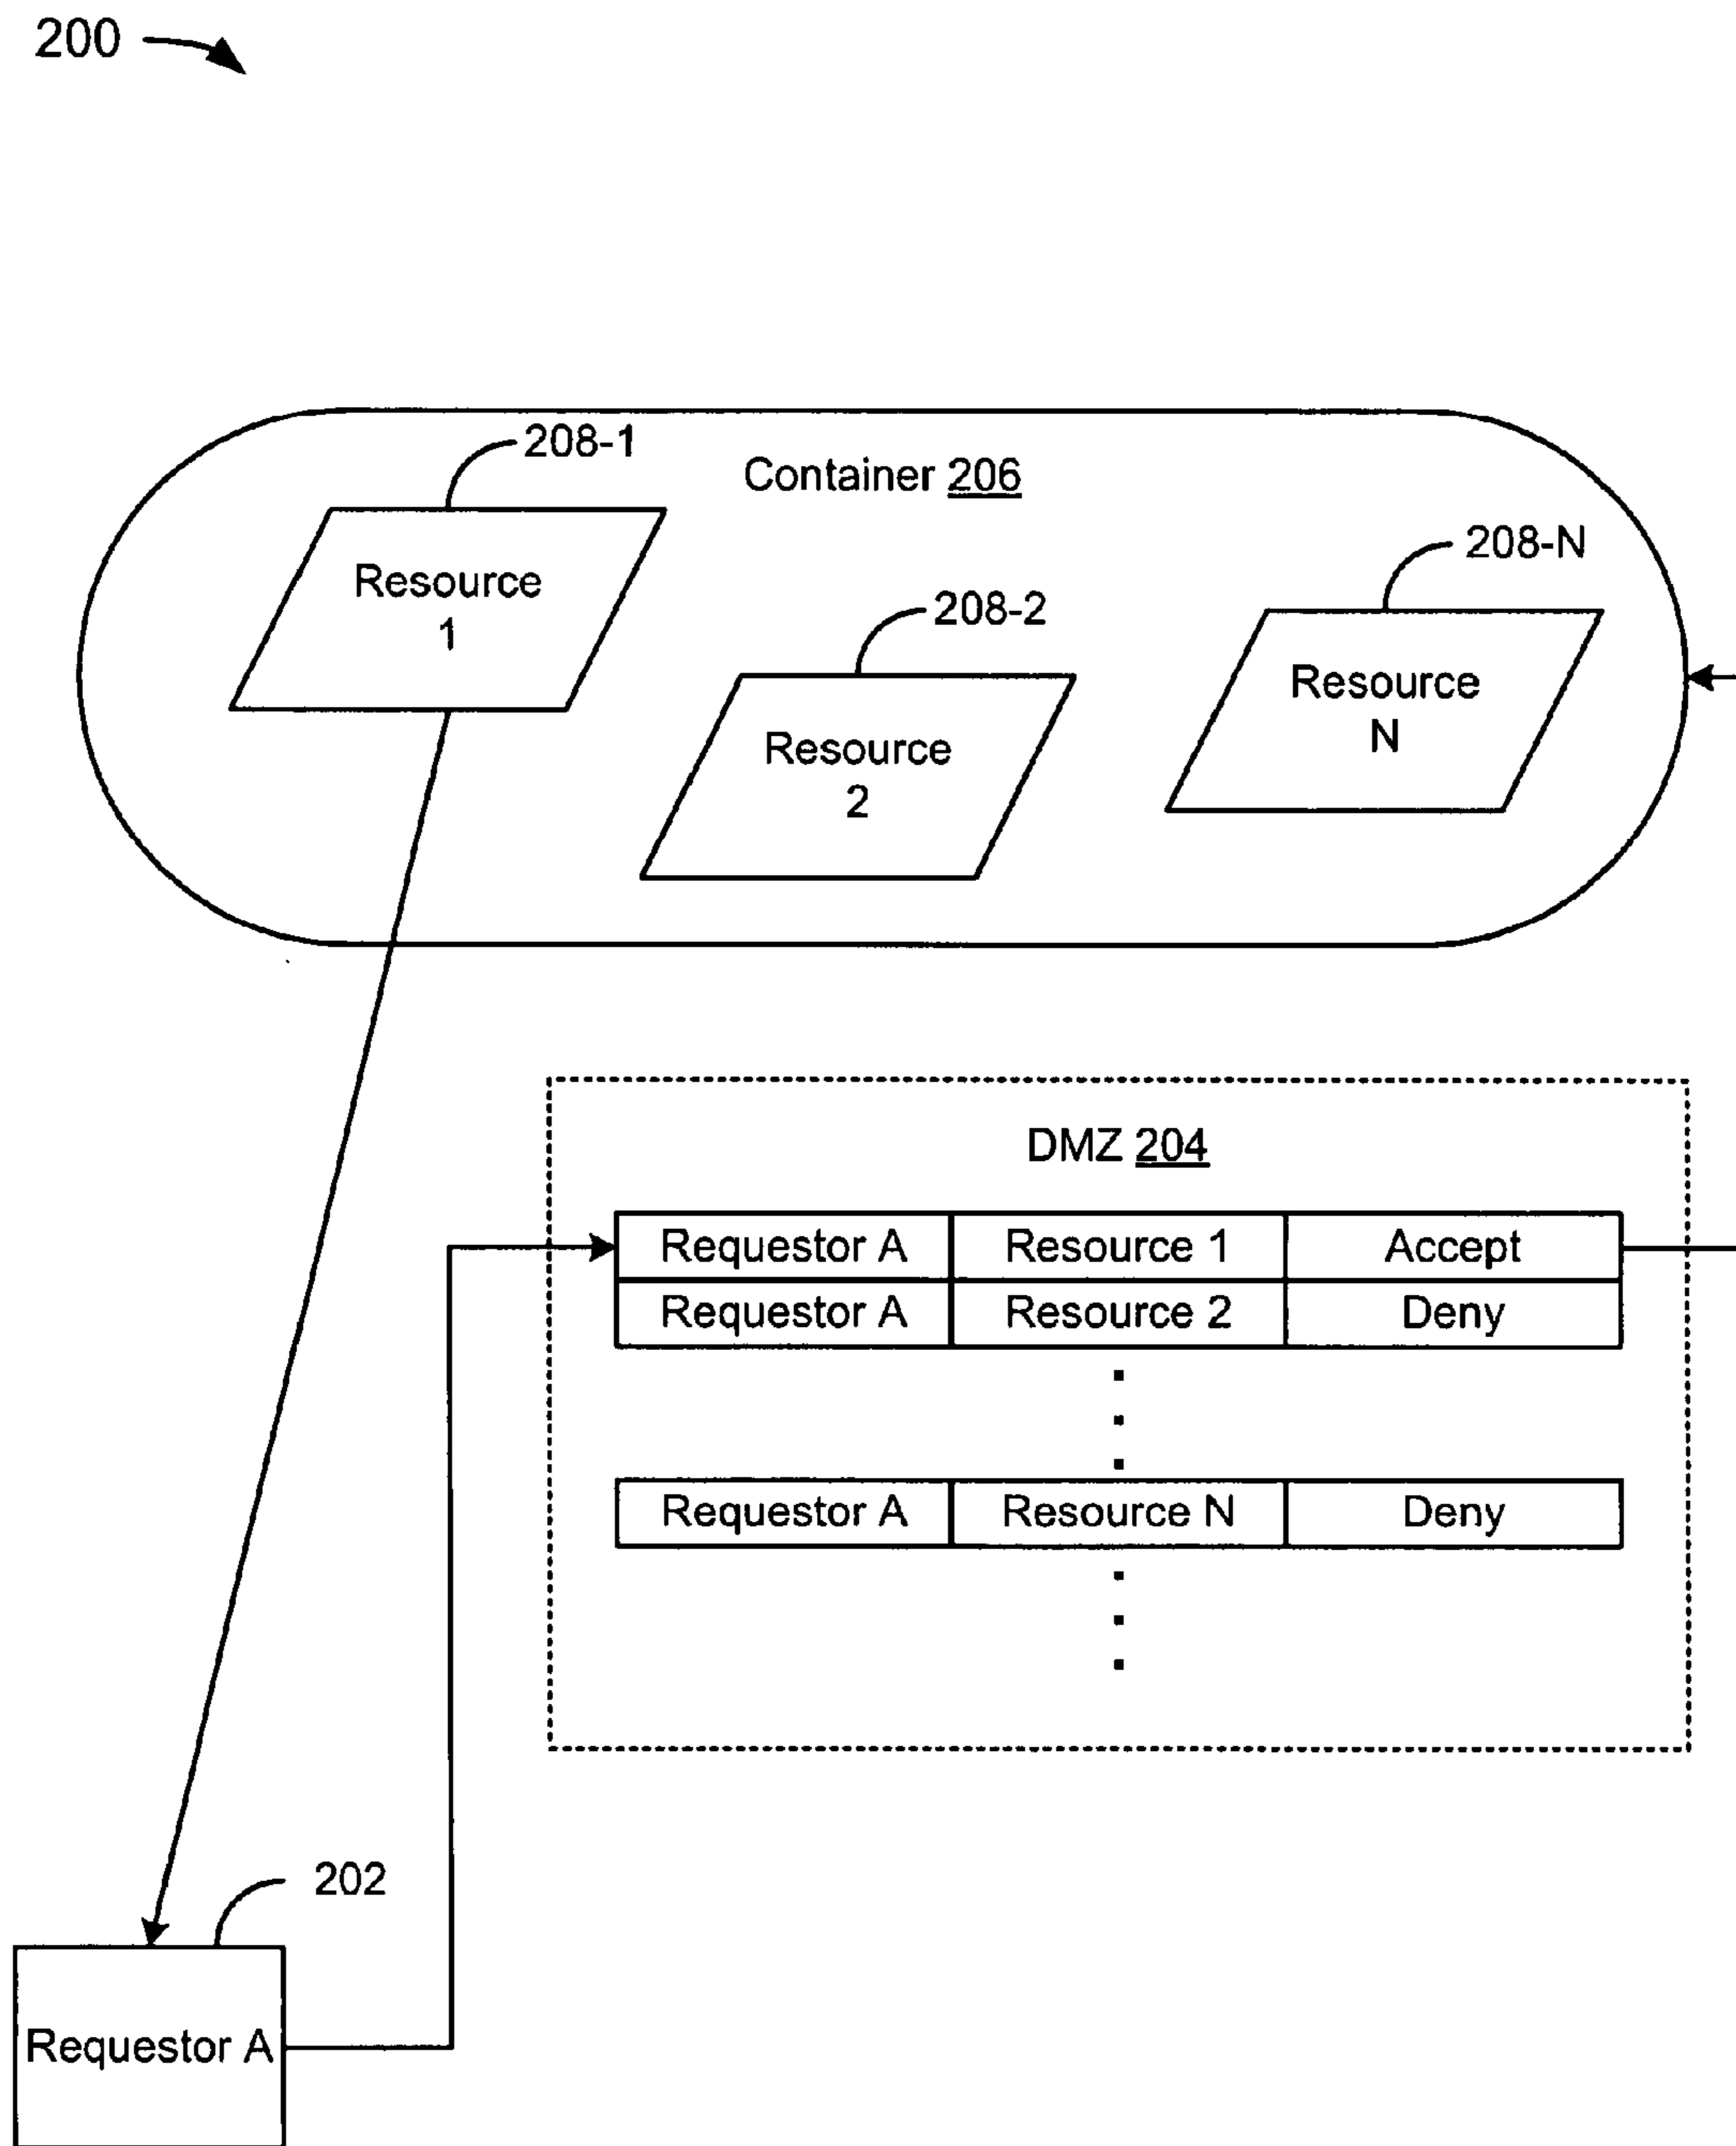 200
208-1
Container 206
208-N
Resource
1
208-2
Resource
N
Resource
2
DMZ 204
Requestor A Resource 1 Accept
Requestor A Resource 2 Deny
Requestor A Resource N Deny
202
Requestor A